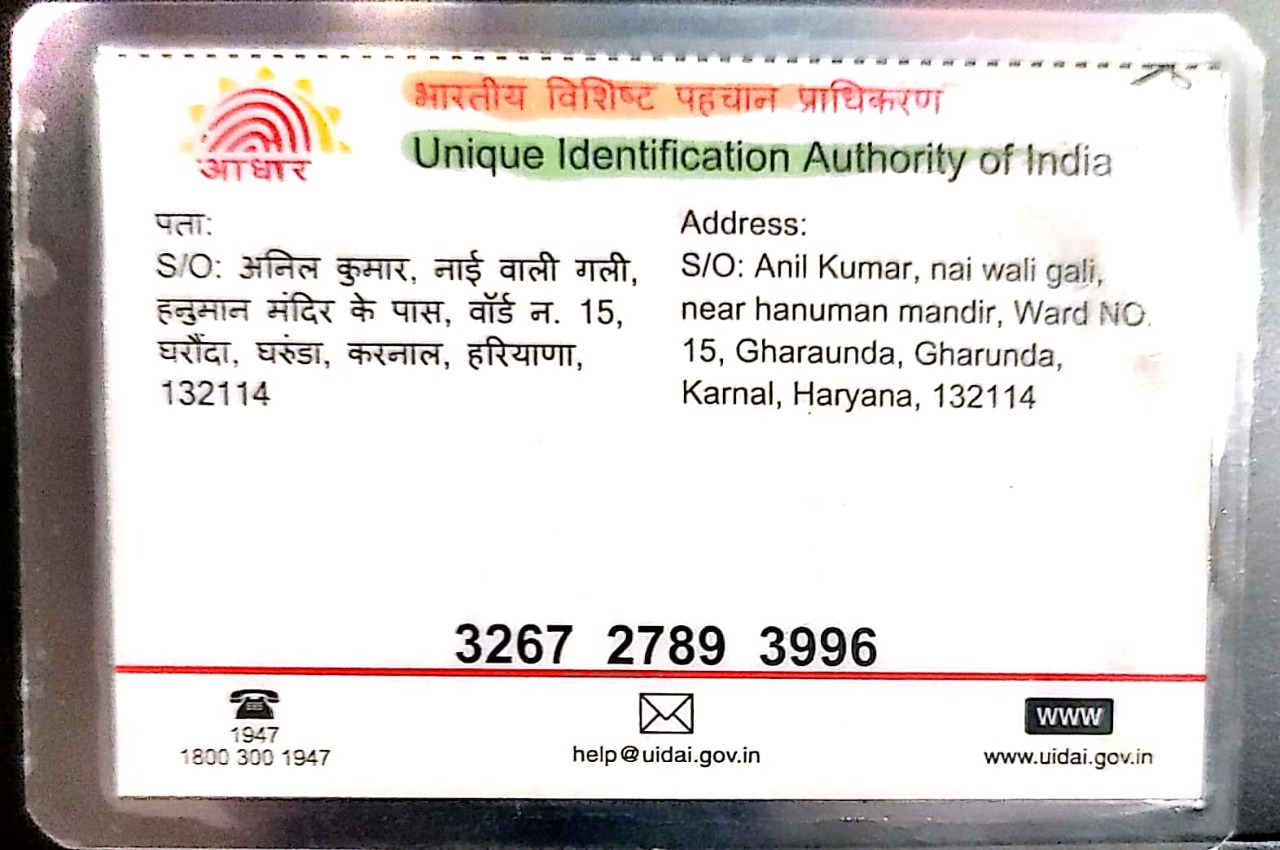 भारतीय विशिष्ट पहचान प्राधिकरण
आधार
Unique Identification Authority of India
पता:
S/O: अनिल कुमार, नाई वाली गली,
हनुमान मंदिर के पास, वॉर्ड न. 15,
घरौंदा, घरुंडा, करनाल, हरियाणा,
132114
Address:
S/O: Anil Kumar, nai wali gali,
near hanuman mandir, Ward NO.
15, Gharaunda, Gharunda,
Karnal, Haryana, 132114
3267 2789 3996
1947
1800 300 1947
help@uidai.gov.in
www
www.uidai.gov.in